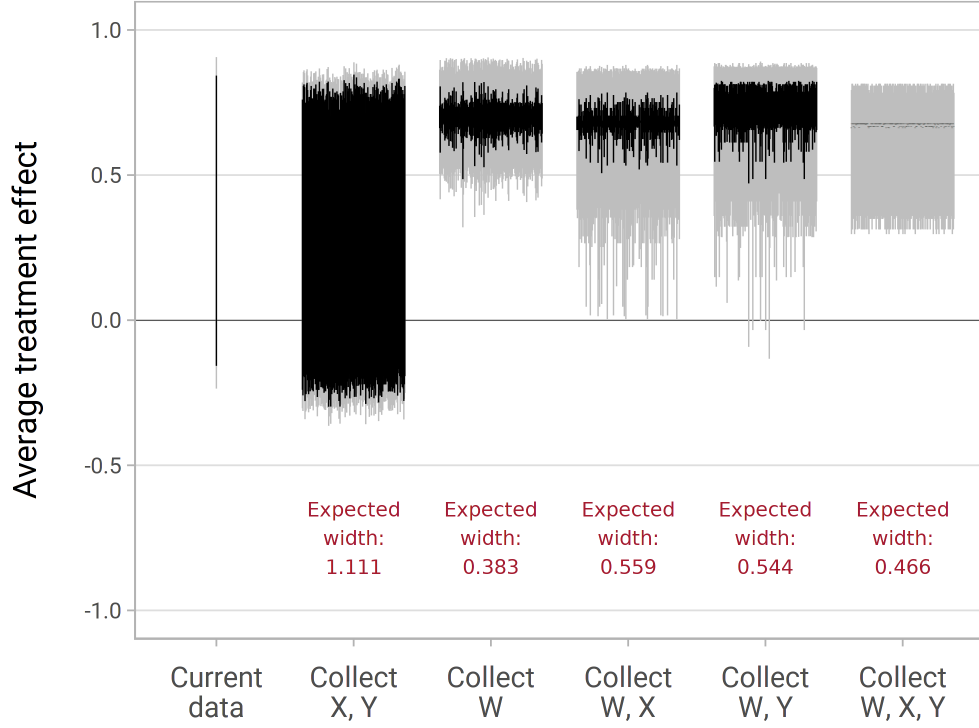 Average treatment effect
1.0
0.5
0.0
-0.5
-1.0
Expected
width:
1.111
Expected
width:
0.383
Expected
width:
0.559
Expected
width:
0.544
Expected
width:
0.466
Current
data
Collect
X, Y
Collect
W
Collect
W, X
Collect
W, Y
Collect
W, X, Y